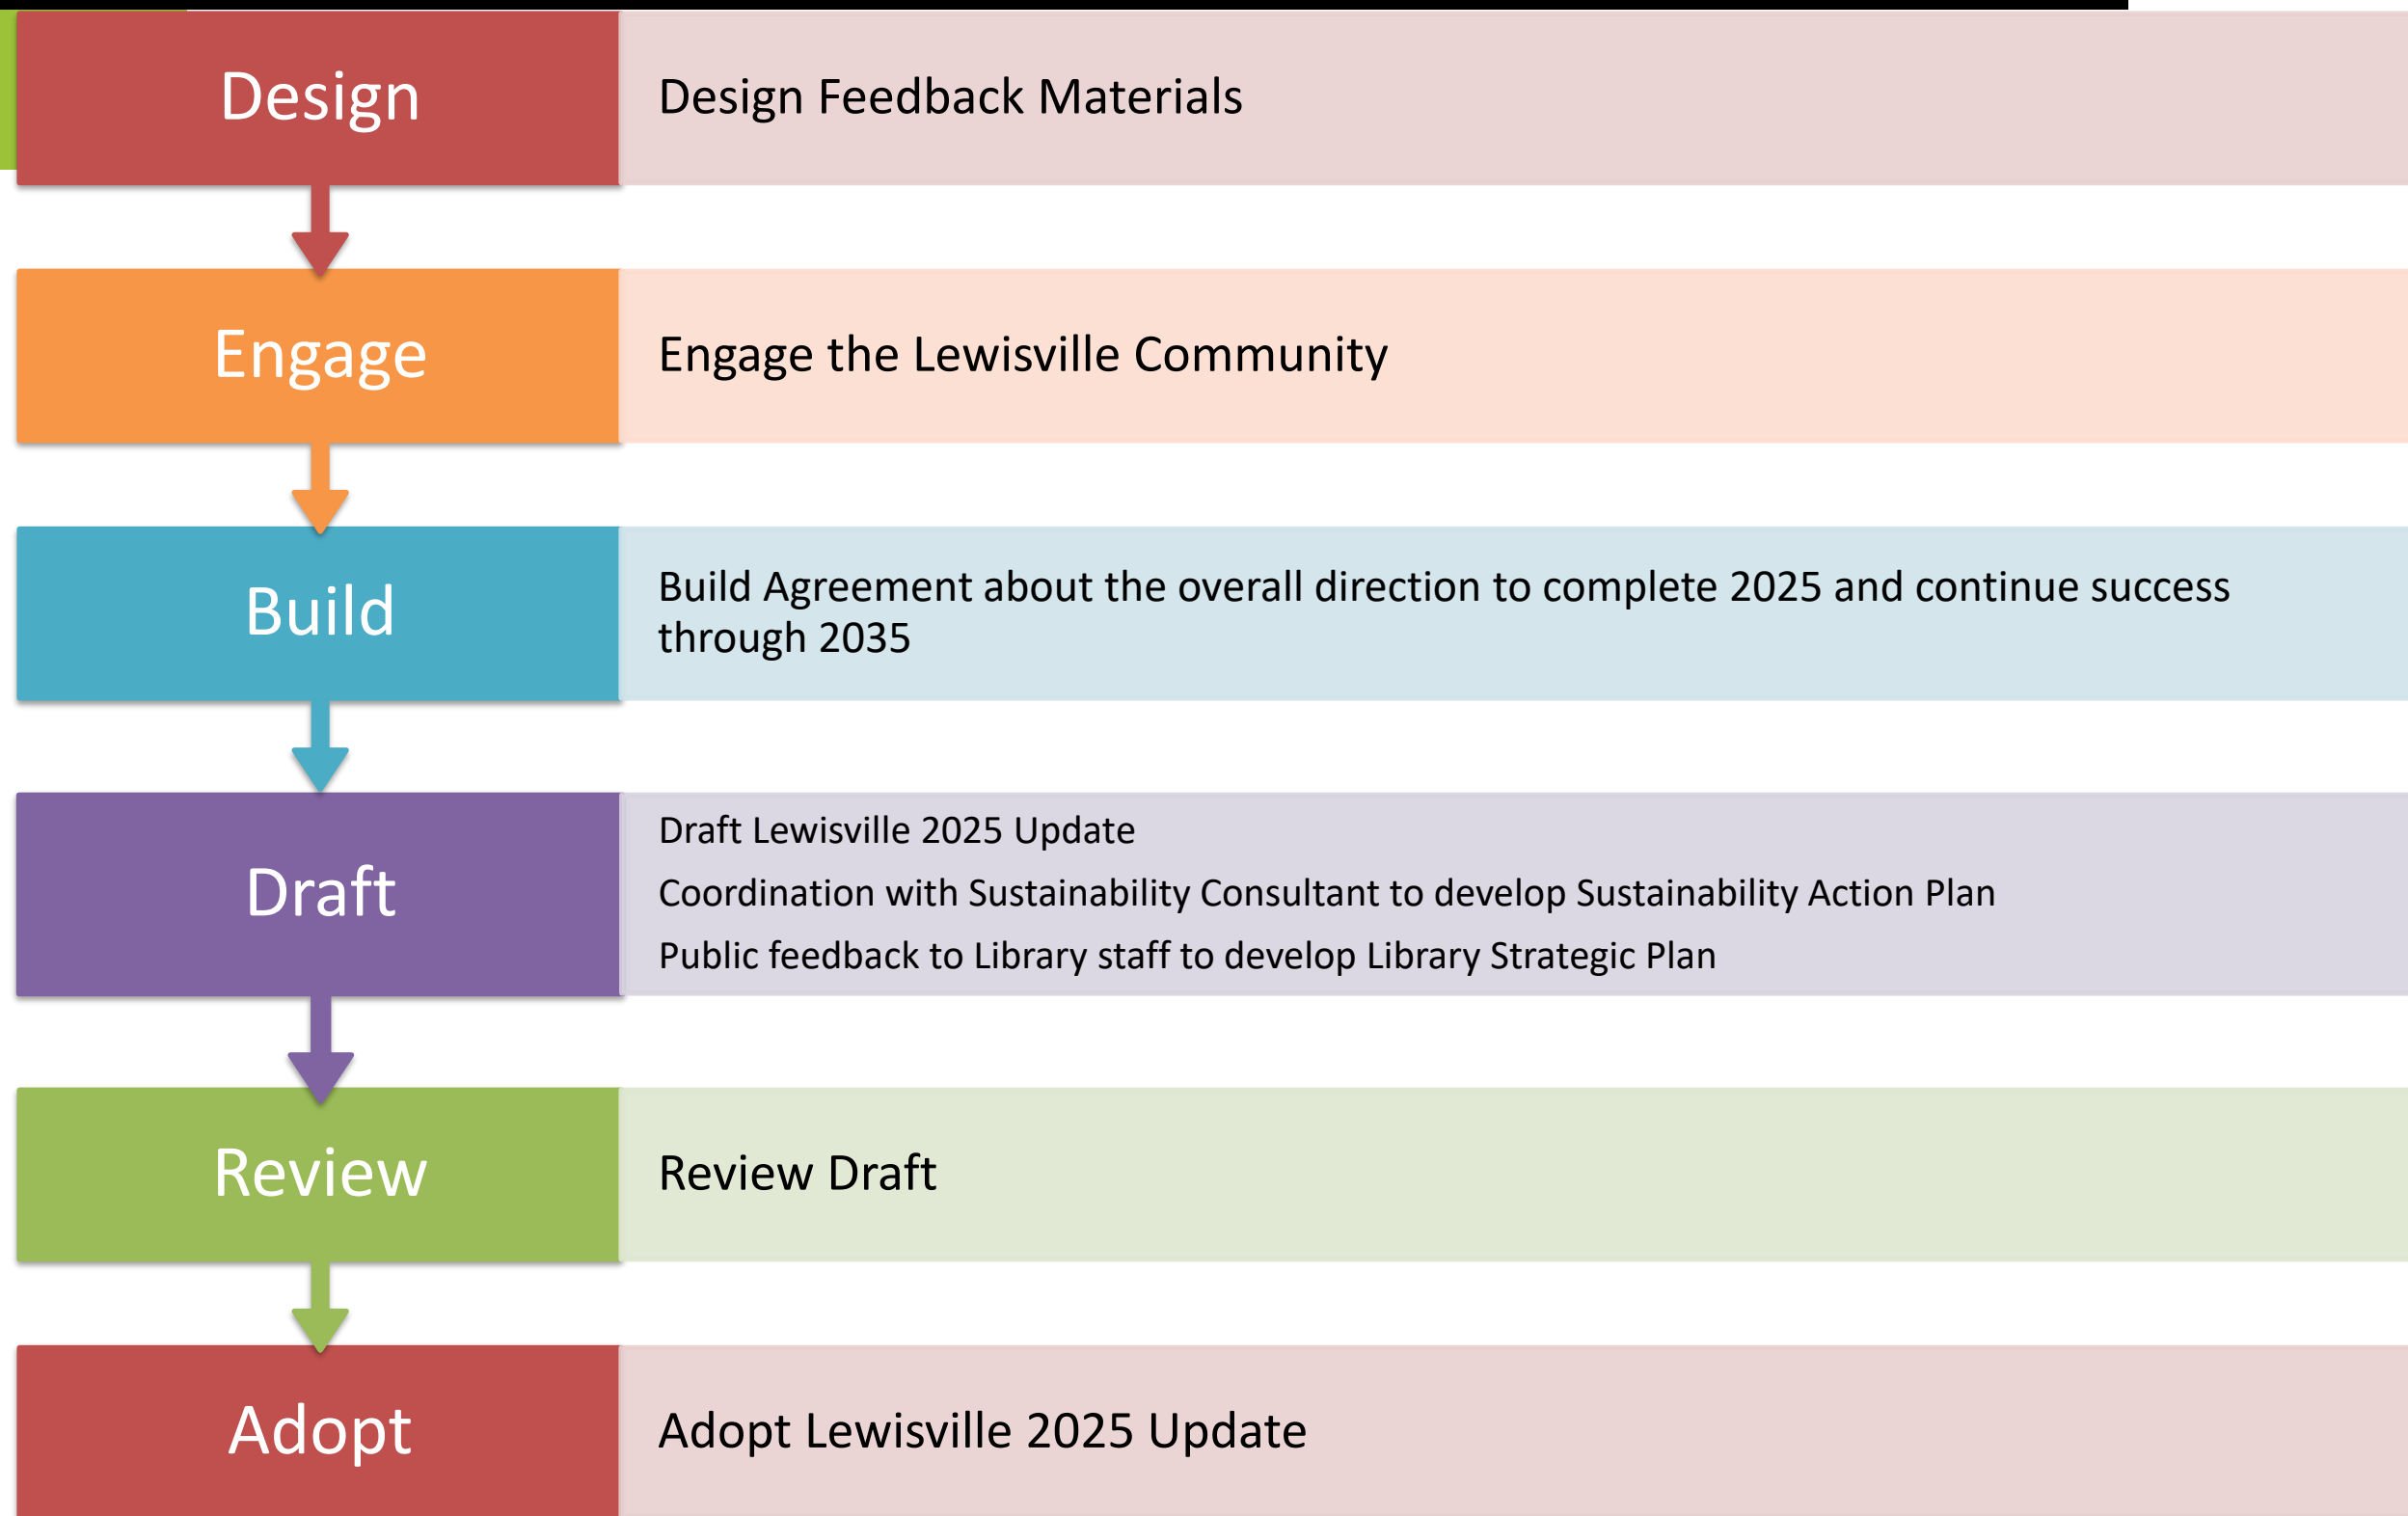 Design
Design Feedback Materials
Engage
Engage the Lewisville Community
Build
Build Agreement about the overall direction to complete 2025 and continue success
through 2035
Draft
Draft Lewisville 2025 Update
Coordination with Sustainability Consultant to develop Sustainability Action Plan
Public feedback to Library staff to develop Library Strategic Plan
Review
Review Draft
Adopt
Adopt Lewisville 2025 Update